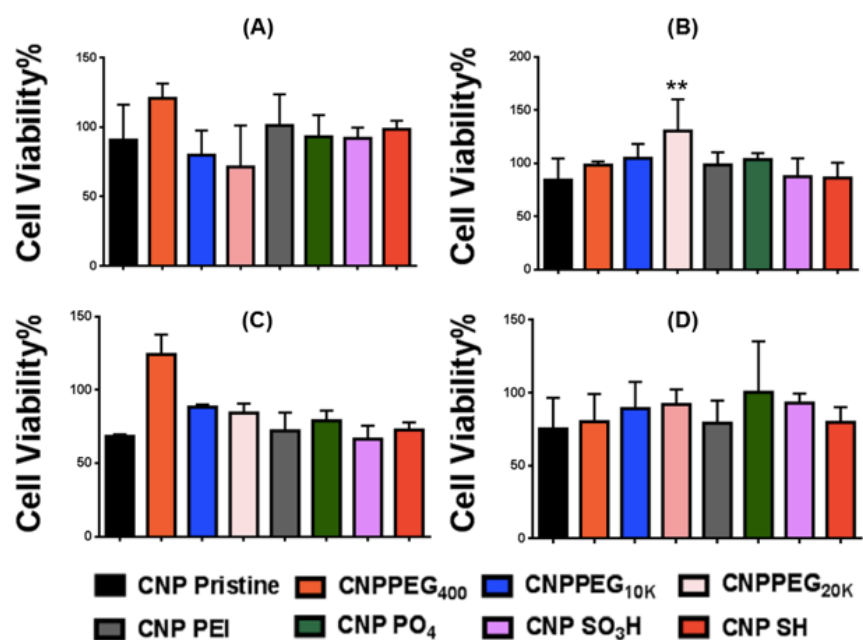 (A)
(B)
Cell Viability%
150
100
50
0
Cell Viability%
200
150
100
50
0
**
(C)
(D)
Cell Viability%
150
100
50
0
Cell Viability%
150
100
50
0
CNP Pristine CNPPEG400 CNPPEG10K CNPPEG20K
CNP PEI CNP PO4 CNP SO3H CNP SH